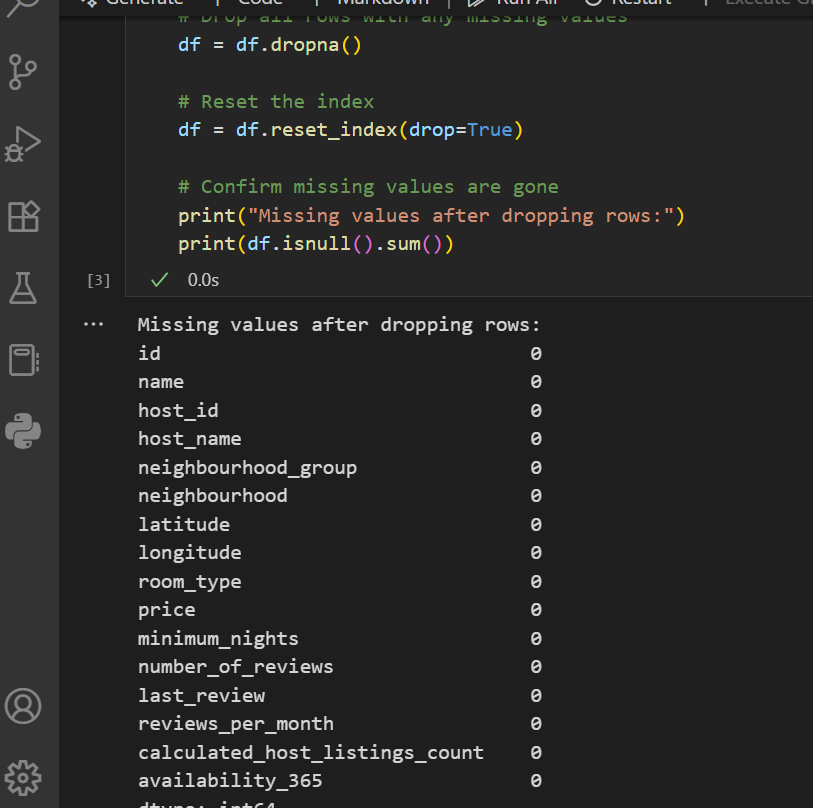 Generate Code Markdown Run All Restart Execute
# Drop all rows with any missing values
df = df.dropna()
# Reset the index
df = df.reset_index(drop=True)
# Confirm missing values are gone
print("Missing values after dropping rows:")
print(df.isnull().sum())
[3] 0.0s
... Missing values after dropping rows:
id 0
name 0
host_id 0
host_name 0
neighbourhood_group 0
neighbourhood 0
latitude 0
longitude 0
room_type 0
price 0
minimum_nights 0
number_of_reviews 0
last_review 0
reviews_per_month 0
calculated_host_listings_count 0
availability_365 0
dtype: int64